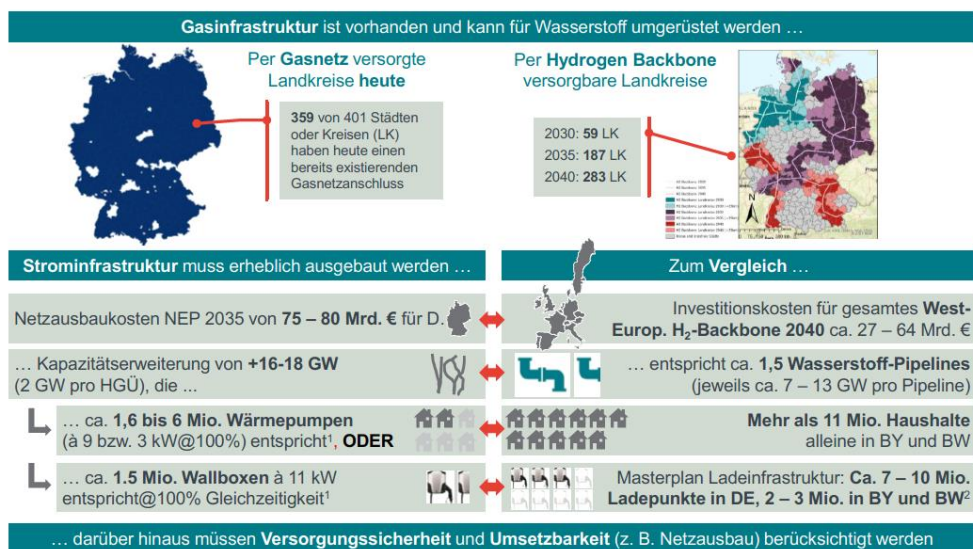 Gasinfrastruktur ist vorhanden und kann für Wasserstoff umgerüstet werden …
Per Gasnetz versorgte
Landkreise heute
359 von 401 Städten
oder Kreisen (LK)
haben heute einen
bereits existierenden
Gasnetzanschluss
Per Hydrogen Backbone
versorgbare Landkreise
2030: 59 LK
2035: 187 LK
2040: 283 LK
N
Strominfrastruktur muss erheblich ausgebaut werden …
Zum Vergleich …
Netzausbaukosten NEP 2035 von 75 – 80 Mrd. € für D.
Investitionskosten für gesamtes West-
Europ. H₂-Backbone 2040 ca. 27 – 64 Mrd. €
… Kapazitätserweiterung von +16-18 GW
(2 GW pro HGÜ), die ...
… entspricht ca. 1,5 Wasserstoff-Pipelines
(jeweils ca. 7 – 13 GW pro Pipeline)
… ca. 1,6 bis 6 Mio. Wärmepumpen
(à 9 bzw. 3 kW@100%) entspricht¹, ODER
Mehr als 11 Mio. Haushalte
alleine in BY und BW
… ca. 1.5 Mio. Wallboxen à 11 kW
entspricht@100% Gleichzeitigkeit¹
Masterplan Ladeinfrastruktur: Ca. 7 – 10 Mio.
Ladepunkte in DE, 2 – 3 Mio. in BY und BW²
… darüber hinaus müssen Versorgungssicherheit und Umsetzbarkeit (z. B. Netzausbau) berücksichtigt werden